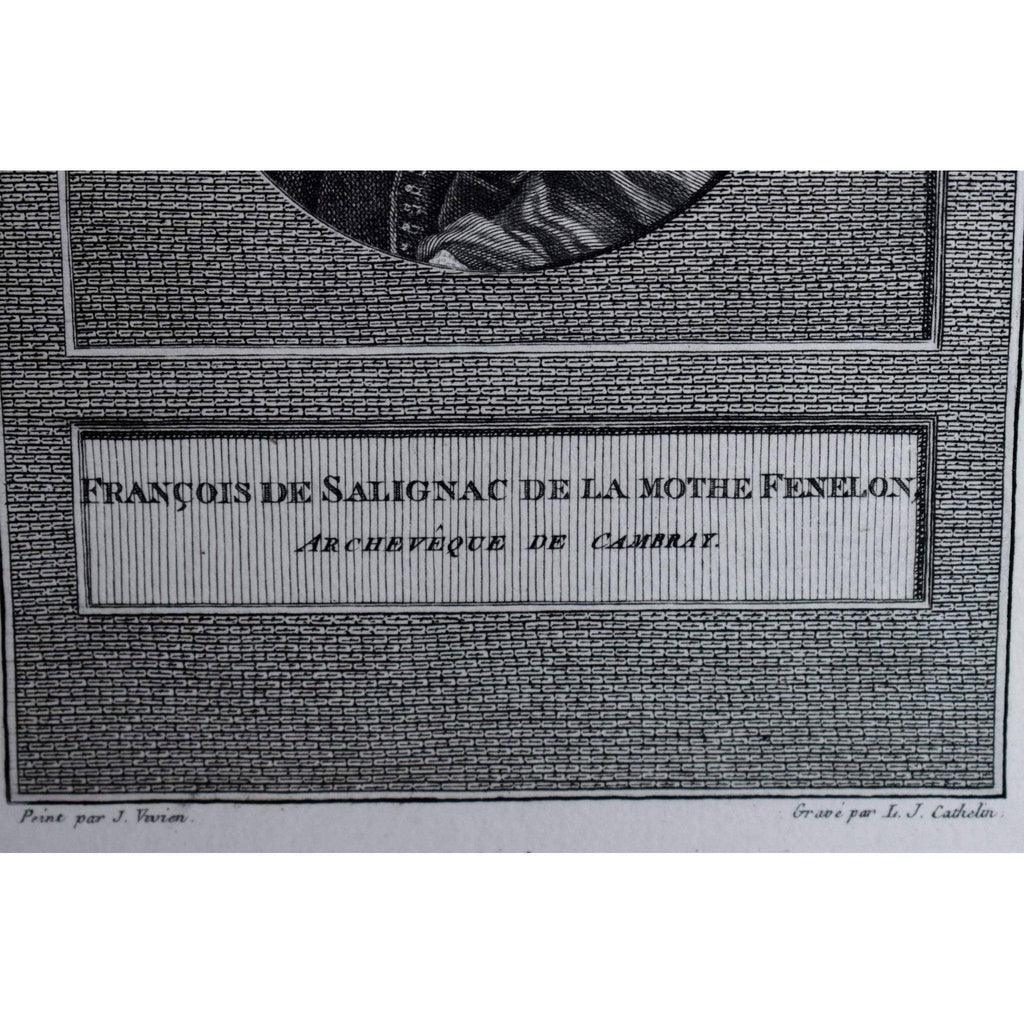 FRANÇOIS DE SALIGNAC DE LA MOTHE FENELON,
ARCHEVÊQUE DE CAMBRAY.
Peint par J. Vivien.
Gravé par L. J. Cathelin.